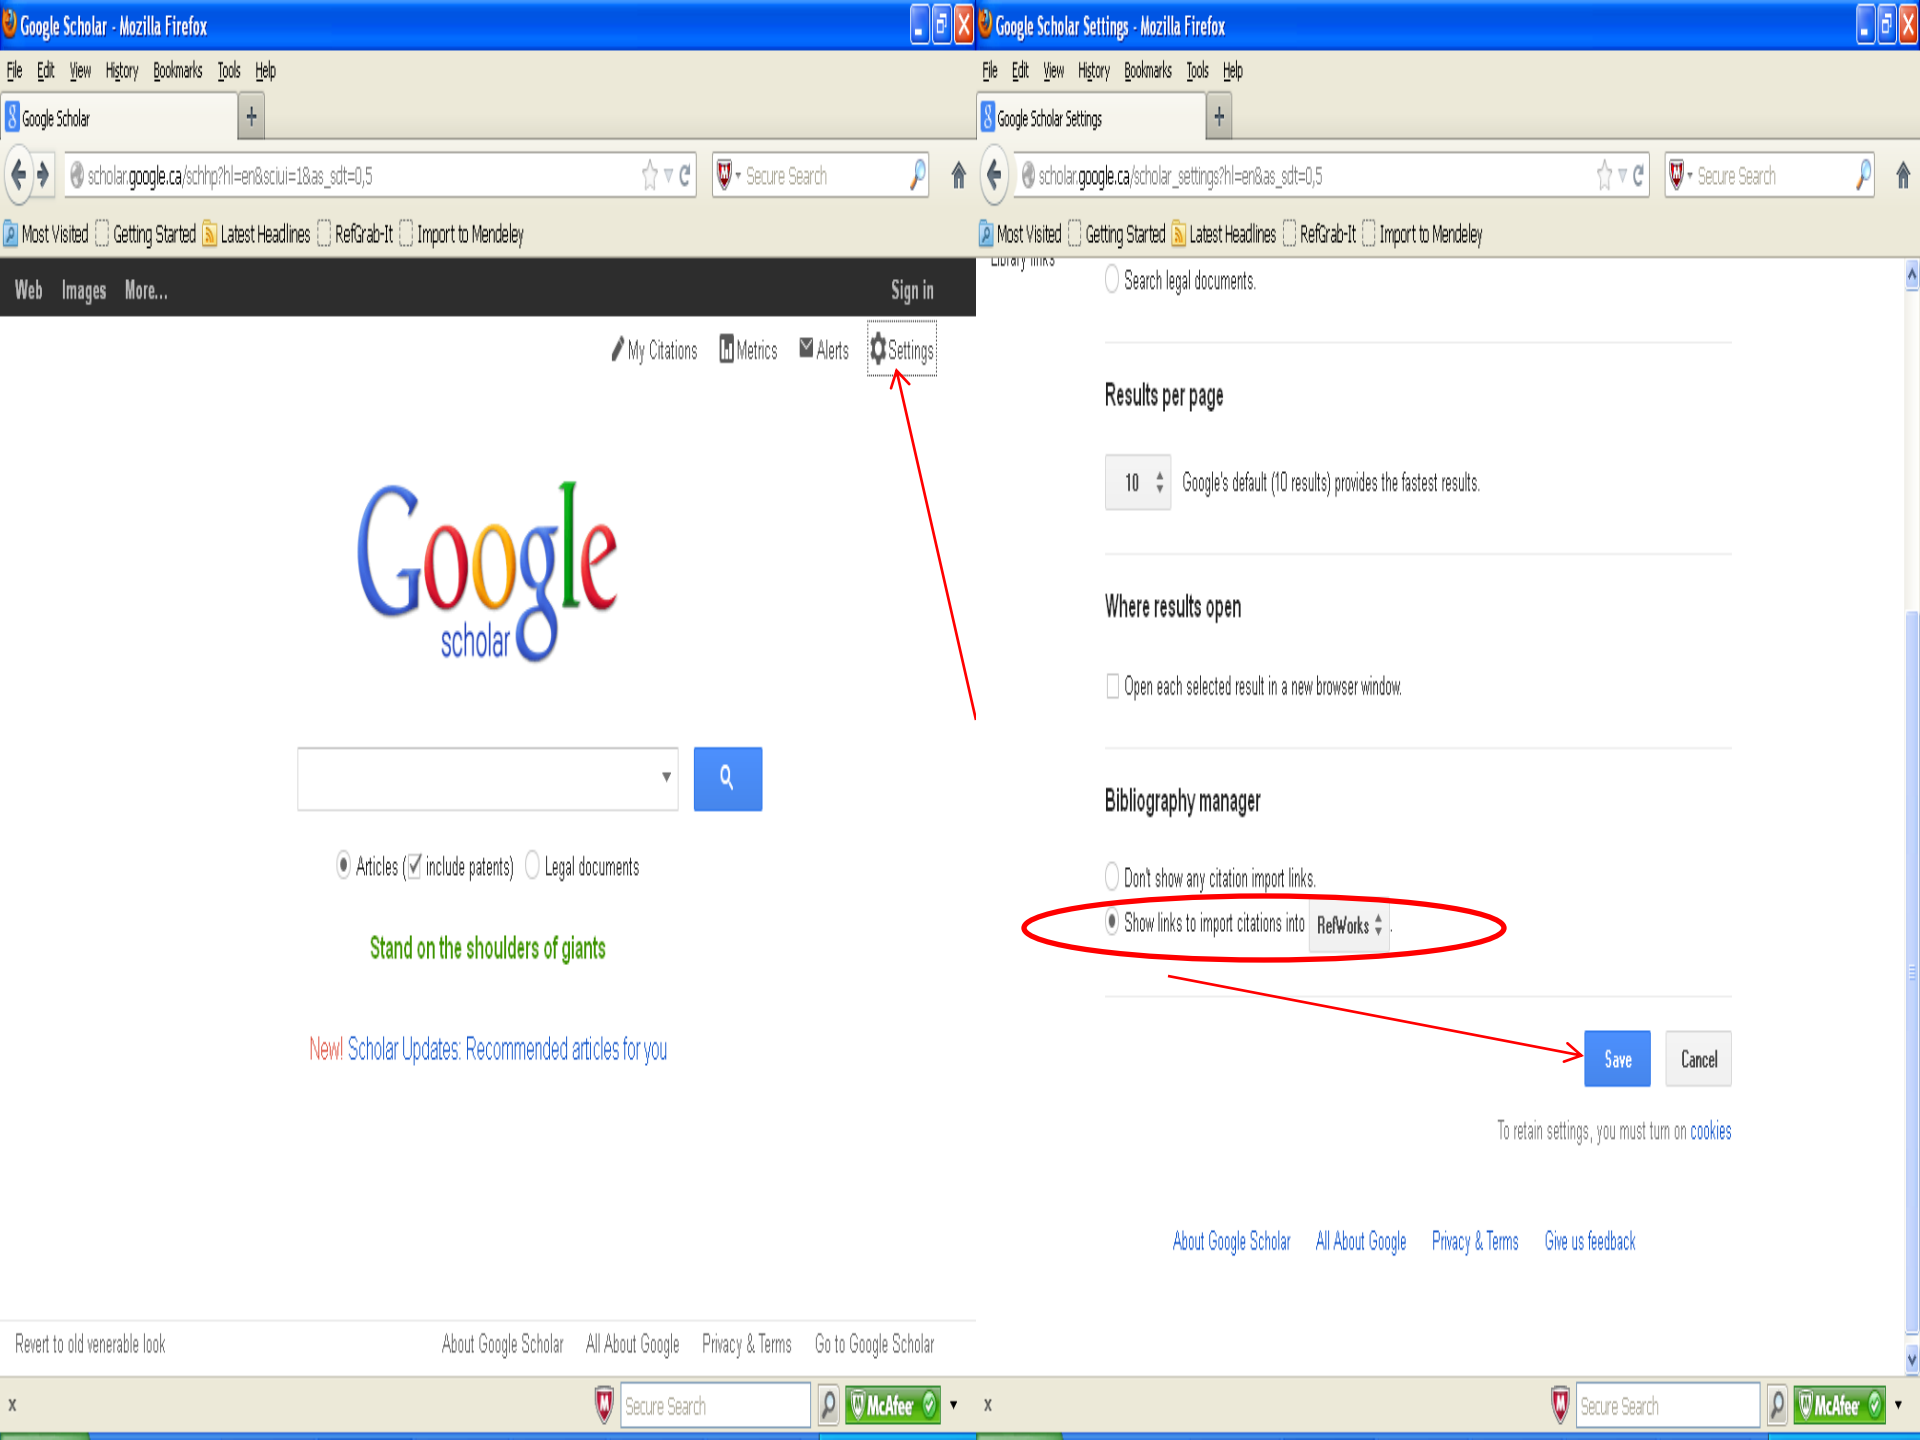 Google Scholar - Mozilla Firefox
File Edit View History Bookmarks Tools Help
Google Scholar +
scholar.google.ca/schhp?hl=en&sciui=1&as_sdt=0,5 Secure Search
Most Visited Getting Started Latest Headlines RefGrab-It Import to Mendeley
Web Images More... Sign in
My Citations Metrics Alerts Settings
Google
scholar
Articles (include patents) Legal documents
Stand on the shoulders of giants
New! Scholar Updates: Recommended articles for you
Revert to old venerable look About Google Scholar All About Google Privacy & Terms Go to Google Scholar
x Secure Search McAfee
Google Scholar Settings - Mozilla Firefox
File Edit View History Bookmarks Tools Help
Google Scholar Settings +
scholar.google.ca/scholar_settings?hl=en&as_sdt=0,5 Secure Search
Most Visited Getting Started Latest Headlines RefGrab-It Import to Mendeley
Library links
Search legal documents.
Results per page
10 Google's default (10 results) provides the fastest results.
Where results open
Open each selected result in a new browser window.
Bibliography manager
Don't show any citation import links.
Show links to import citations into RefWorks .
Save Cancel
To retain settings, you must turn on cookies
About Google Scholar All About Google Privacy & Terms Give us feedback
x Secure Search McAfee